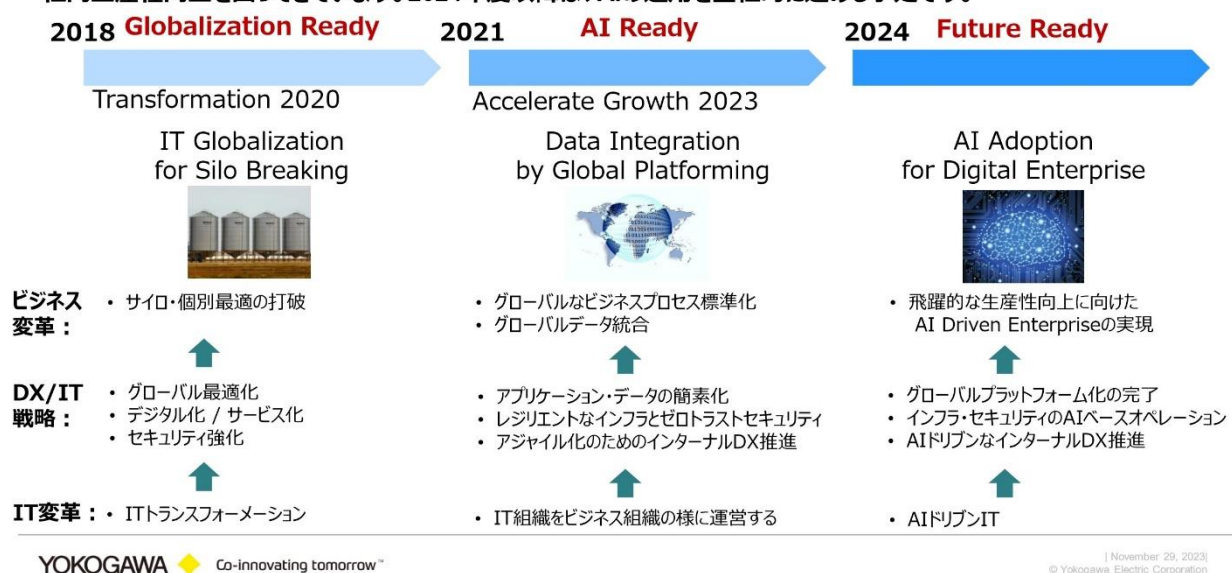 2018 Globalization Ready
2021 AI Ready
2024 Future Ready
Transformation 2020
Accelerate Growth 2023
IT Globalization
for Silo Breaking
Data Integration
by Global Platforming
AI Adoption
for Digital Enterprise
ビジネス
変革：
• サイロ・個別最適の打破
• グローバルなビジネスプロセス標準化
• グローバルデータ統合
• 飛躍的な生産性向上に向けた
AI Driven Enterpriseの実現
DX/IT
戦略：
• グローバル最適化
• デジタル化 / サービス化
• セキュリティ強化
• アプリケーション・データの簡素化
• レジリエントなインフラとゼロトラストセキュリティ
• アジャイル化のためのインターナルDX推進
• グローバルプラットフォーム化の完了
• インフラ・セキュリティのAIベースオペレーション
• AIドリブンなインターナルDX推進
IT変革：
• ITトランスフォーメーション
• IT組織をビジネス組織の様に運営する
• AIドリブンIT
YOKOGAWA Co-innovating tomorrow™
| November 29, 2023|
© Yokogawa Electric Corporation